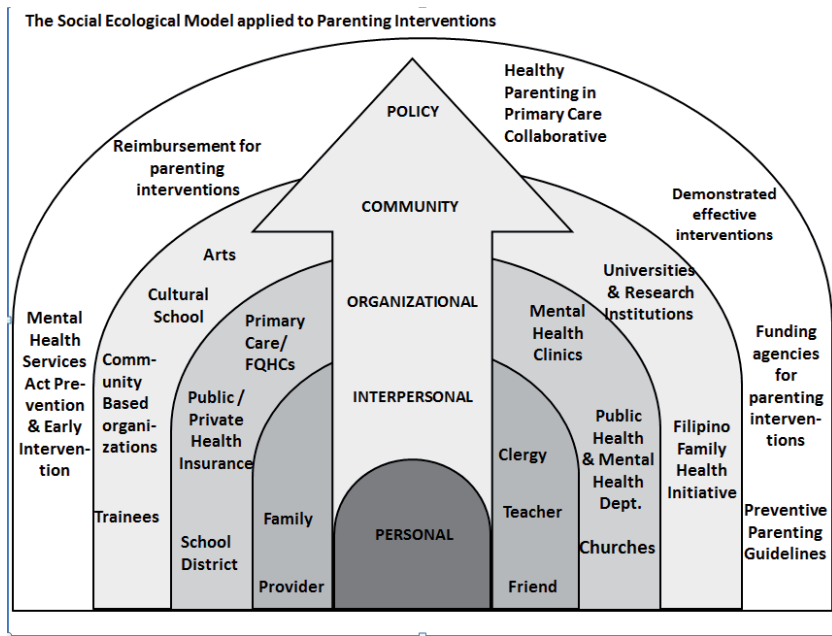 The Social Ecological Model applied to Parenting Interventions
Healthy
Parenting in
Primary Care
Collaborative
POLICY
Reimbursement for
parenting
interventions
COMMUNITY
Demonstrated
effective
interventions
Arts
Cultural
School
Universities
& Research
Institutions
ORGANIZATIONAL
Primary
Care/
FQHCs
Mental
Health
Clinics
Mental
Health
Services
Act Pre-
vention
& Early
Interven-
tion
Com-
munity
Based
organi-
zations
Public /
Private
Health
Insurance
INTERPERSONAL
Funding
agencies
for
parenting
interven-
tions
Public
Health
& Mental
Health
Dept.
Filipino
Family
Health
Initiative
Clergy
Trainees
Family
Teacher
Preventive
Parenting
Guidelines
School
District
PERSONAL
Churches
Provider
Friend